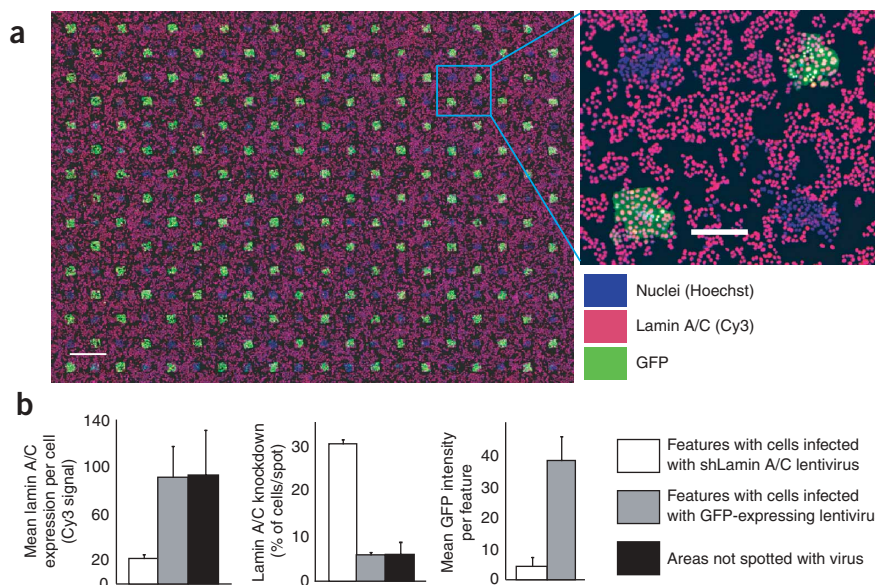 a
Nuclei (Hoechst)
Lamin A/C (Cy3)
GFP
b
Mean lamin A/C
expression per cell
(Cy3 signal)
140
100
60
20
0
Lamin A/C knockdown
(% of cells/spot)
30
20
10
0
Mean GFP intensity
per feature
40
30
20
10
0
Features with cells infected
with shLamin A/C lentivirus
Features with cells infected
with GFP-expressing lentiviru
Areas not spotted with virus